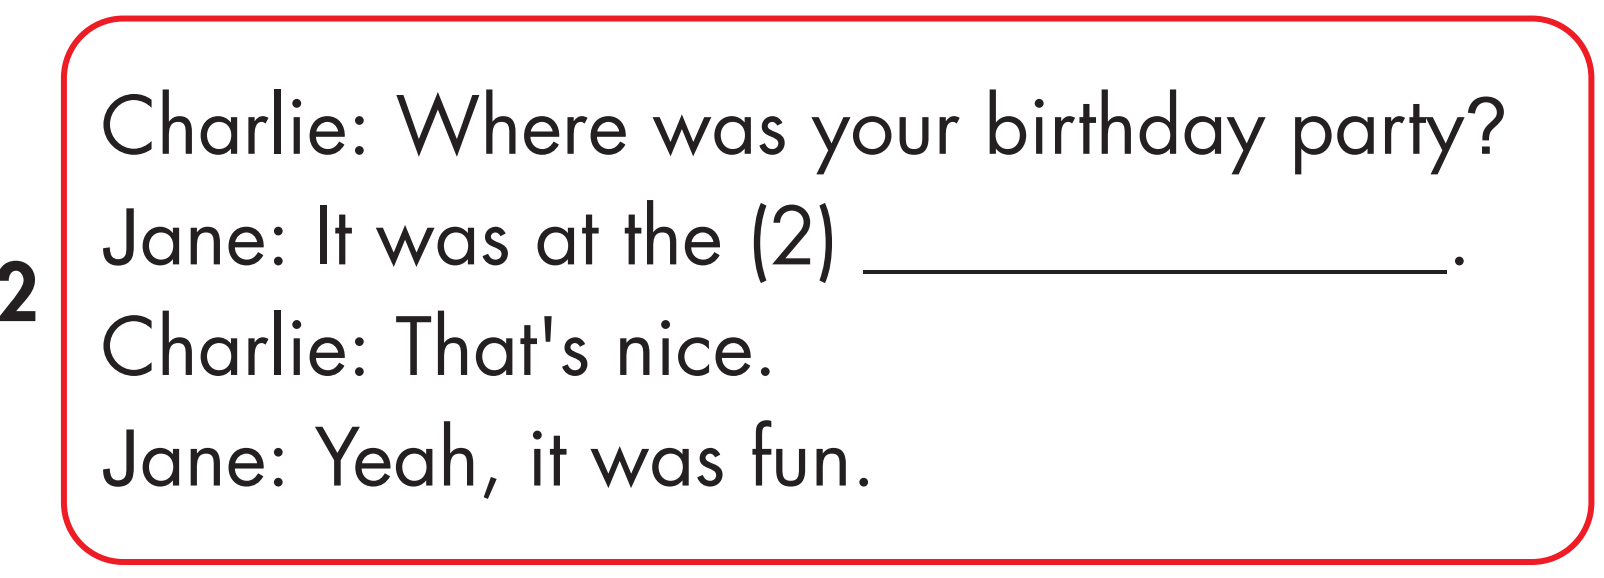 2
Charlie: Where was your birthday party?
Jane: It was at the (2) ____________.
Charlie: That's nice.
Jane: Yeah, it was fun.